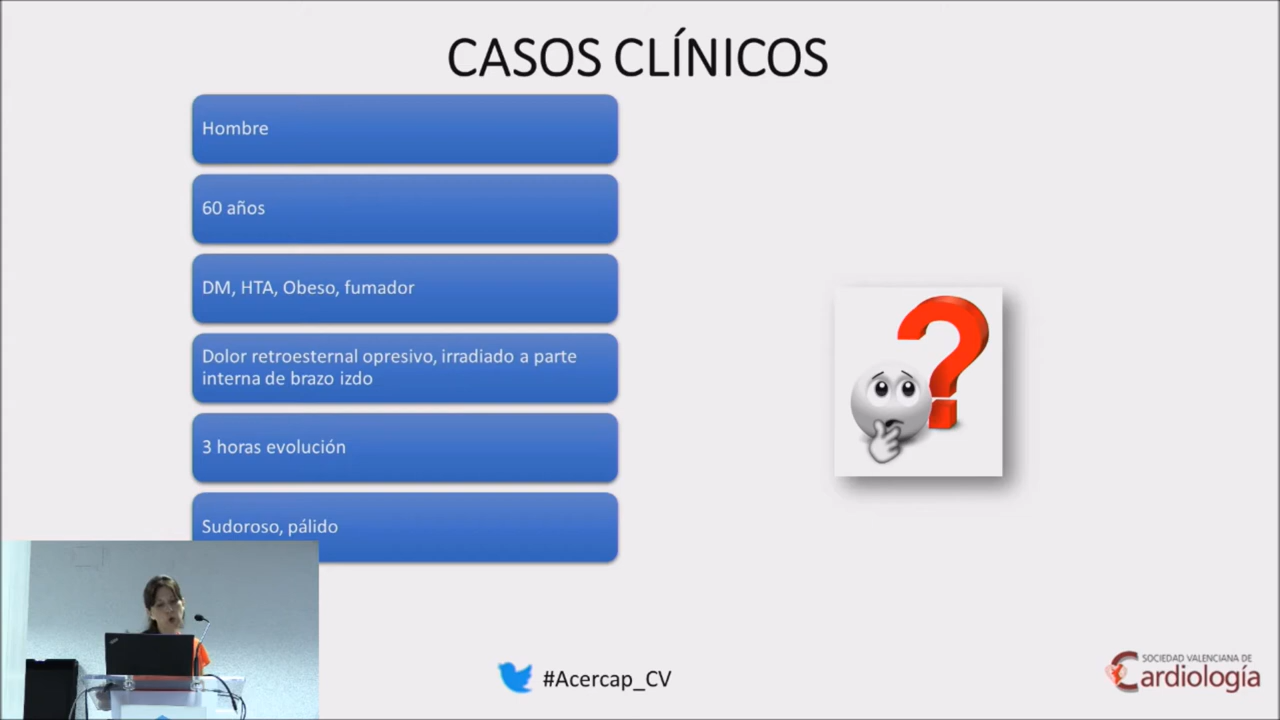 CASOS CLÍNICOS
Hombre
60 años
DM, HTA, Obeso, fumador
Dolor retroesternal opresivo, irradiado a parte
interna de brazo izdo
3 horas evolución
Sudoroso, pálido
#Acercap_CV
SOCIEDAD VALENCIANA DE
Cardiología